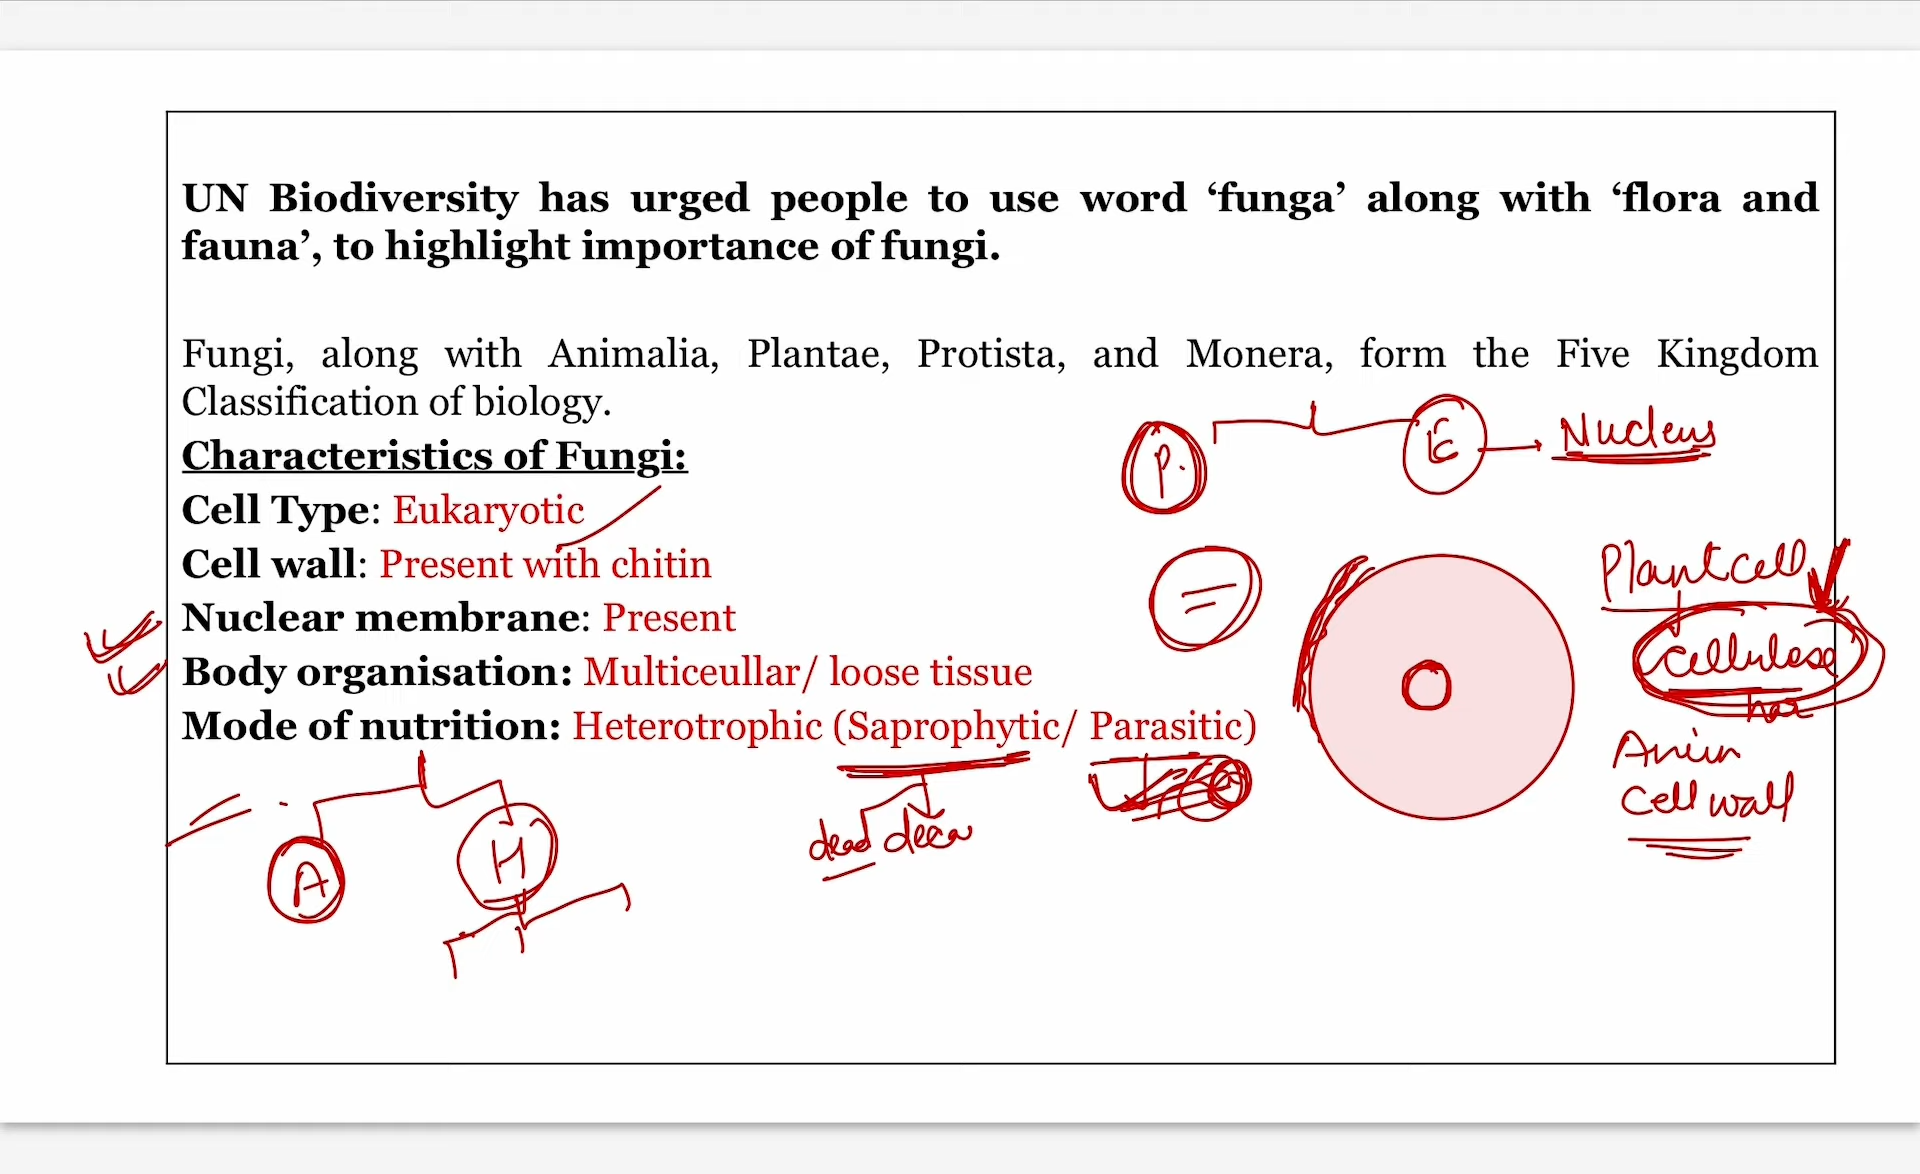 UN Biodiversity has urged people to use word ‘funga’ along with ‘flora and
fauna’, to highlight importance of fungi.
Fungi, along with Animalia, Plantae, Protista, and Monera, form the Five Kingdom
Classification of biology.
Characteristics of Fungi:
Cell Type: Eukaryotic
Cell wall: Present with chitin
Nuclear membrane: Present
Body organisation: Multiceullar/ loose tissue
Mode of nutrition: Heterotrophic (Saprophytic/ Parasitic)
P. E Nucleus
Plant cell
cellulose
Anim
cell wall
dead
A H